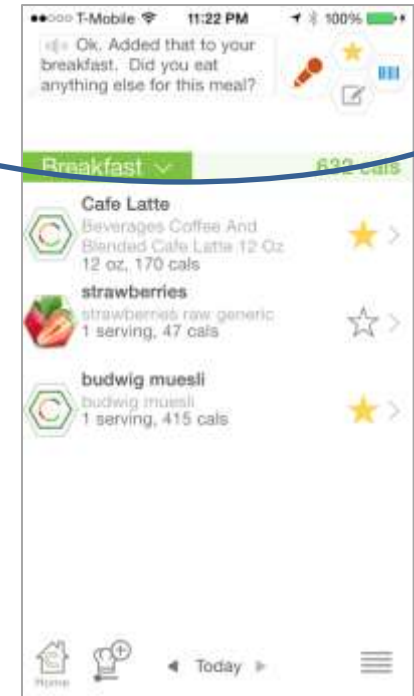 T-Mobile 11:22 PM 100%
Ok. Added that to your
breakfast. Did you eat
anything else for this meal?
Breakfast 632 cals
Cafe Latte
Beverages Coffee And
Blended Cafe Latte 12 Oz
12 oz, 170 cals
strawberries
strawberries raw generic
1 serving, 47 cals
budwig muesli
budwig muesli
1 serving, 415 cals
Today
Home